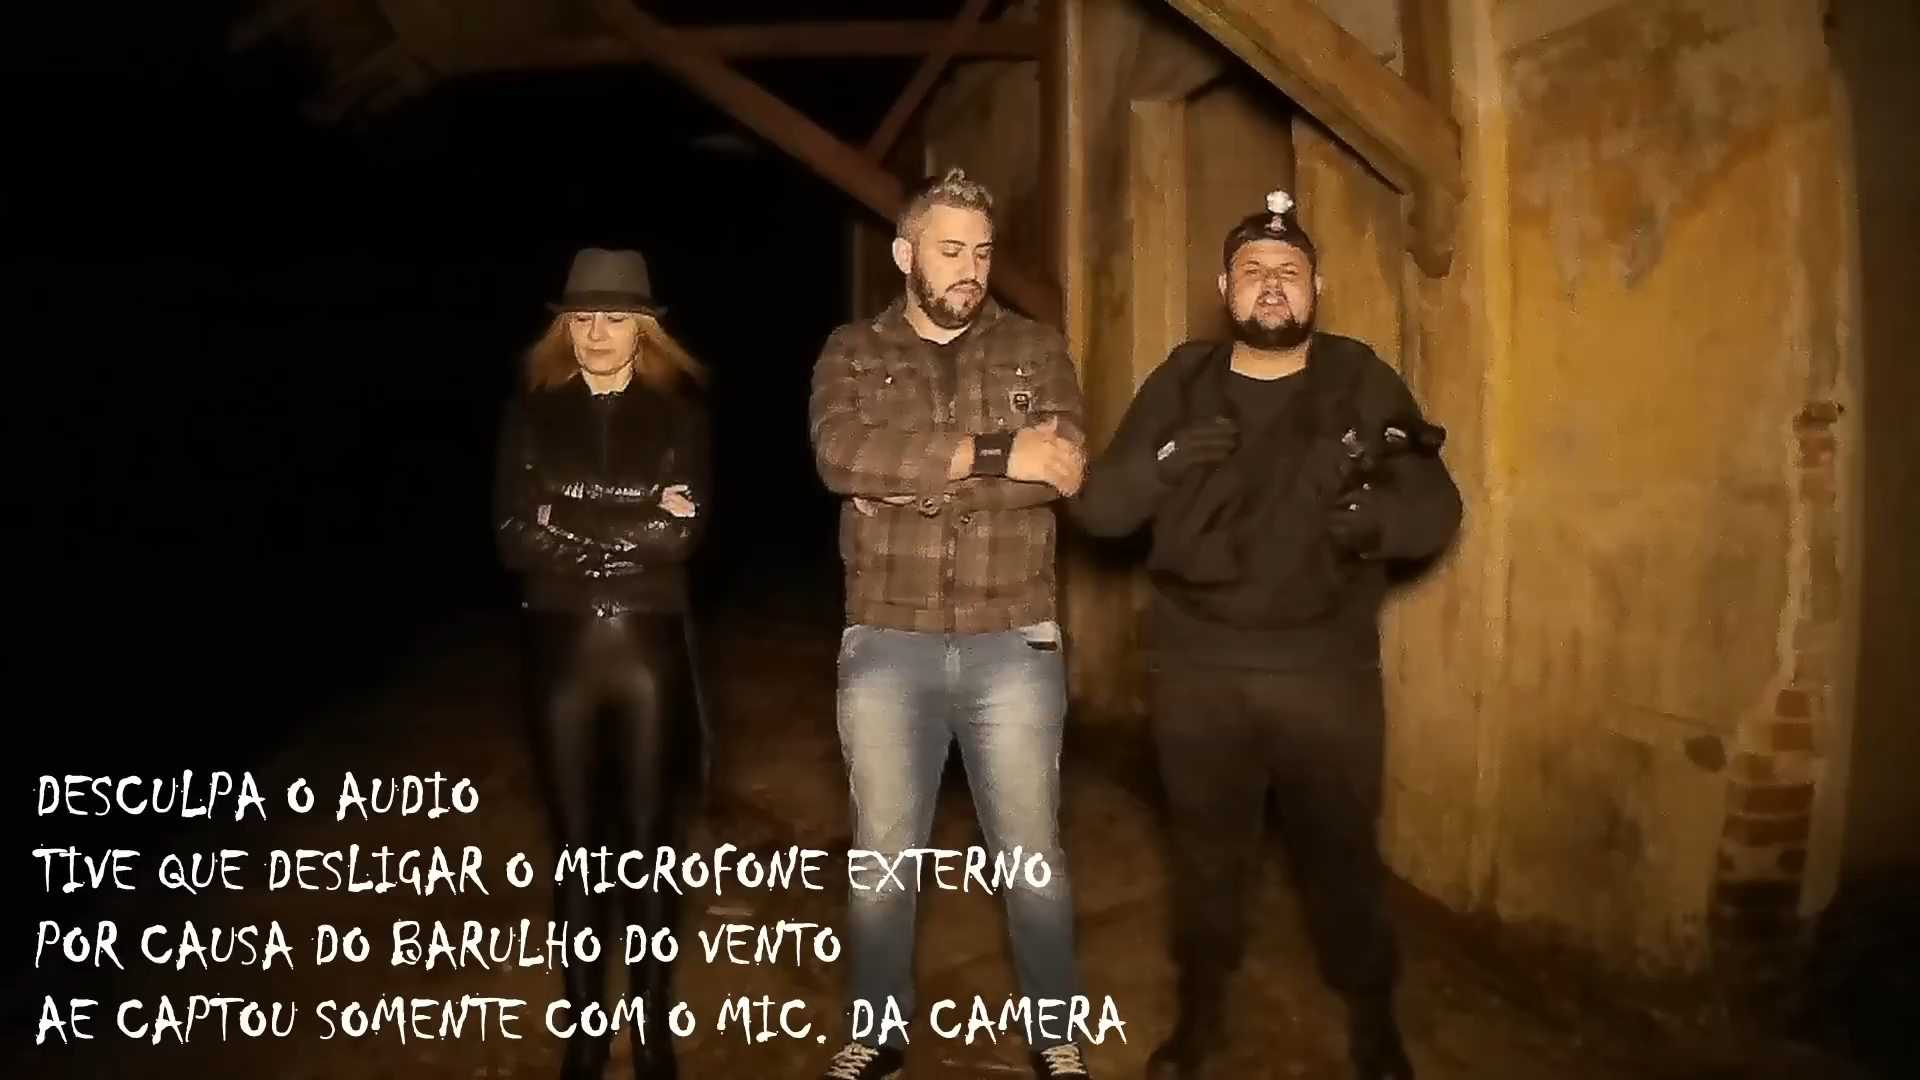 DESCULPA O AUDIO
TIVE QUE DESLIGAR O MICROFONE EXTERNO
POR CAUSA DO BARULHO DO VENTO
AE CAPTOU SOMENTE COM O MIC. DA CAMERA